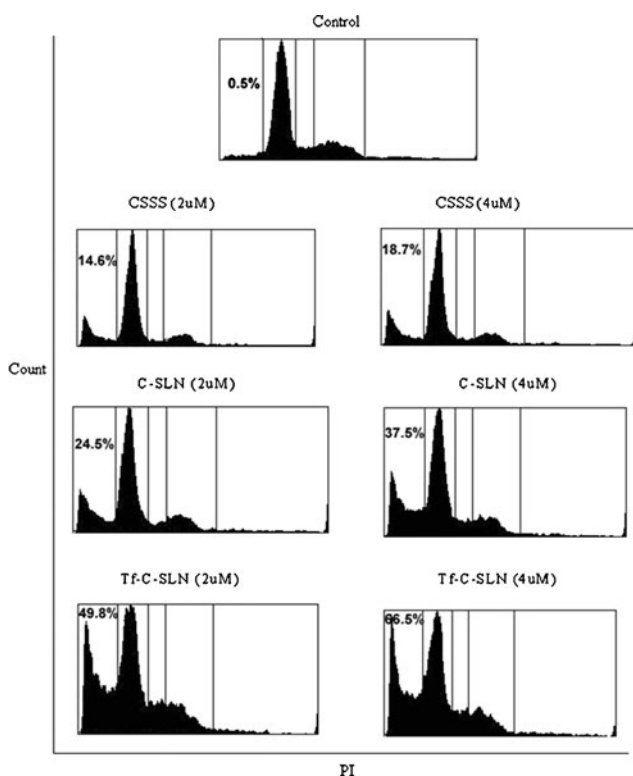 Control
0.5%
CSSS (2uM)
CSSS (4uM)
14.6%
18.7%
Count
C-SLN (2uM)
C-SLN (4uM)
24.5%
37.5%
Tf-C-SLN (2uM)
Tf-C-SLN (4uM)
49.8%
66.5%
PI